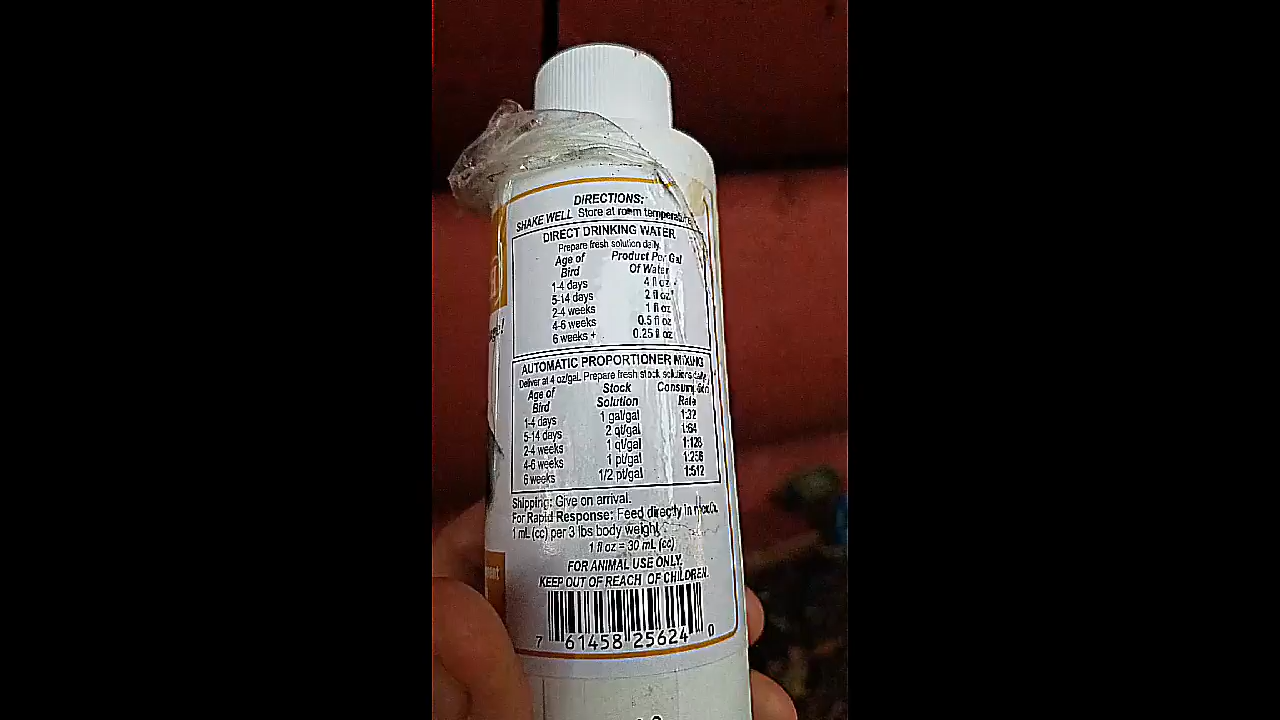 DIRECTIONS:
SHAKE WELL Store at room temperature
DIRECT DRINKING WATER
Prepare fresh solution daily.
Age of Product Per Gal
Bird Of Water
1-4 days 4 fl oz
5-14 days 2 fl oz
2-4 weeks 1 fl oz
4-6 weeks 0.5 fl oz
6 weeks + 0.25 fl oz
AUTOMATIC PROPORTIONER MIXING
Deliver at 4 oz/gal. Prepare fresh stock solutions daily.
Age of Stock Consumption
Bird Solution Rate
1-4 days 1 gal/gal 1:32
5-14 days 2 qt/gal 1:64
2-4 weeks 1 qt/gal 1:128
4-6 weeks 1 pt/gal 1:256
6 weeks 1/2 pt/gal 1:512
Shipping: Give on arrival.
For Rapid Response: Feed directly in mouth.
1 mL (cc) per 3 lbs body weight
1 fl oz = 30 mL (cc)
FOR ANIMAL USE ONLY.
KEEP OUT OF REACH OF CHILDREN.
7 61458 25624 0